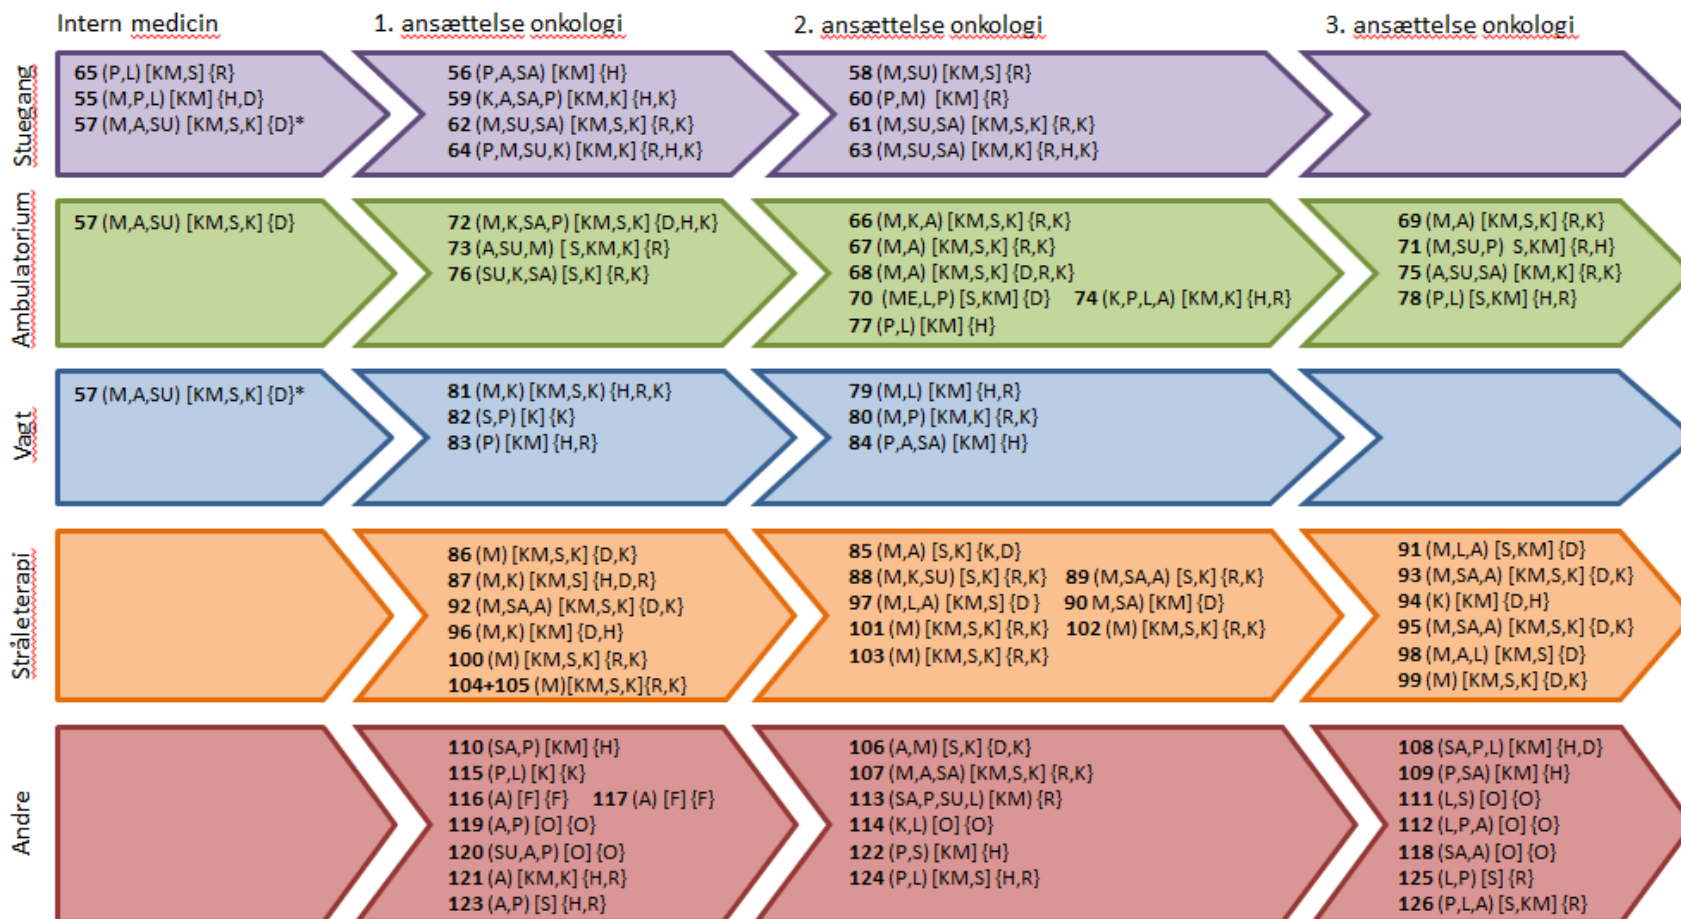 Intern medicin
1. ansættelse onkologi
2. ansættelse onkologi
3. ansættelse onkologi
Stuegang
65 (P,L) [KM,S] {R}
55 (M,P,L) [KM] {H,D}
57 (M,A,SU) [KM,S,K] {D}*
56 (P,A,SA) [KM] {H}
59 (K,A,SA,P) [KM,K] {H,K}
62 (M,SU,SA) [KM,S,K] {R,K}
64 (P,M,SU,K) [KM,K] {R,H,K}
58 (M,SU) [KM,S] {R}
60 (P,M) [KM] {R}
61 (M,SU,SA) [KM,S,K] {R,K}
63 (M,SU,SA) [KM,K] {R,H,K}
Ambulatorium
57 (M,A,SU) [KM,S,K] {D}
72 (M,K,SA,P) [KM,S,K] {D,H,K}
73 (A,SU,M) [ S,KM,K] {R}
76 (SU,K,SA) [S,K] {R,K}
66 (M,K,A) [KM,S,K] {R,K}
67 (M,A) [KM,S,K] {R,K}
68 (M,A) [KM,S,K] {D,R,K}
70 (ME,L,P) [S,KM] {D} 74 (K,P,L,A) [KM,K] {H,R}
77 (P,L) [KM] {H}
69 (M,A) [KM,S,K] {R,K}
71 (M,SU,P) S,KM] {R,H}
75 (A,SU,SA) [KM,K] {R,K}
78 (P,L) [S,KM] {H,R}
Vagt
57 (M,A,SU) [KM,S,K] {D}*
81 (M,K) [KM,S,K) {H,R,K}
82 (S,P) [K] {K}
83 (P) [KM] {H,R}
79 (M,L) [KM] {H,R}
80 (M,P) [KM,K] {R,K}
84 (P,A,SA) [KM] {H}
Stråleterapi
86 (M) [KM,S,K] {D,K}
87 (M,K) [KM,S] {H,D,R}
92 (M,SA,A) [KM,S,K] {D,K}
96 (M,K) [KM] {D,H}
100 (M) [KM,S,K] {R,K}
104+105 (M)[KM,S,K]{R,K}
85 (M,A) [S,K] {K,D}
88 (M,K,SU) [S,K] {R,K} 89 (M,SA,A) [S,K] {R,K}
97 (M,L,A) [KM,S] {D } 90 M,SA) [KM] {D}
101 (M) [KM,S,K] {R,K} 102 (M) [KM,S,K] {R,K}
103 (M) [KM,S,K] {R,K}
91 (M,L,A) [S,KM] {D}
93 (M,SA,A) [KM,S,K] {D,K}
94 (K) [KM] {D,H}
95 (M,SA,A) [KM,S,K] {D,K}
98 (M,A,L) [KM,S] {D}
99 (M) [KM,S,K] {D,K}
Andre
110 (SA,P) [KM] {H}
115 (P,L) [K] {K}
116 (A) [F] {F} 117 (A) [F] {F}
119 (A,P) [O] {O}
120 (SU,A,P) [O] {O}
121 (A) [KM,K] {H,R}
123 (A,P) [S] {H,R}
106 (A,M) [S,K] {D,K}
107 (M,A,SA) [KM,S,K] {R,K}
113 (SA,P,SU,L) [KM) {R}
114 (K,L) [O] {O}
122 (P,S) [KM] {H}
124 (P,L) [KM,S] {H,R}
108 (SA,P,L) [KM] {H,D}
109 (P,SA) [KM] {H}
111 (L,S) [O] {O}
112 (L,P,A) [O] {O}
118 (SA,A) [O] {O}
125 (L,P) [S] {R}
126 (P,L,A) [S,KM] {R}